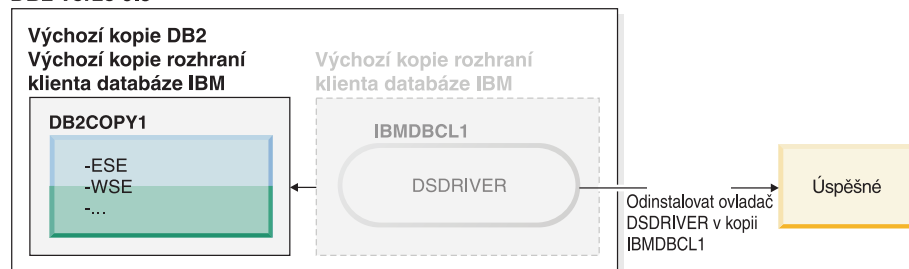 Výchozí kopie DB2
Výchozí kopie rozhraní
klienta databáze IBM
Výchozí kopie rozhraní
klienta databáze IBM
DB2COPY1
-ESE
-WSE
-...
IBMDBCL1
DSDRIVER
Odinstalovat ovladač
DSDRIVER v kopii
IBMDBCL1
Úspěšné